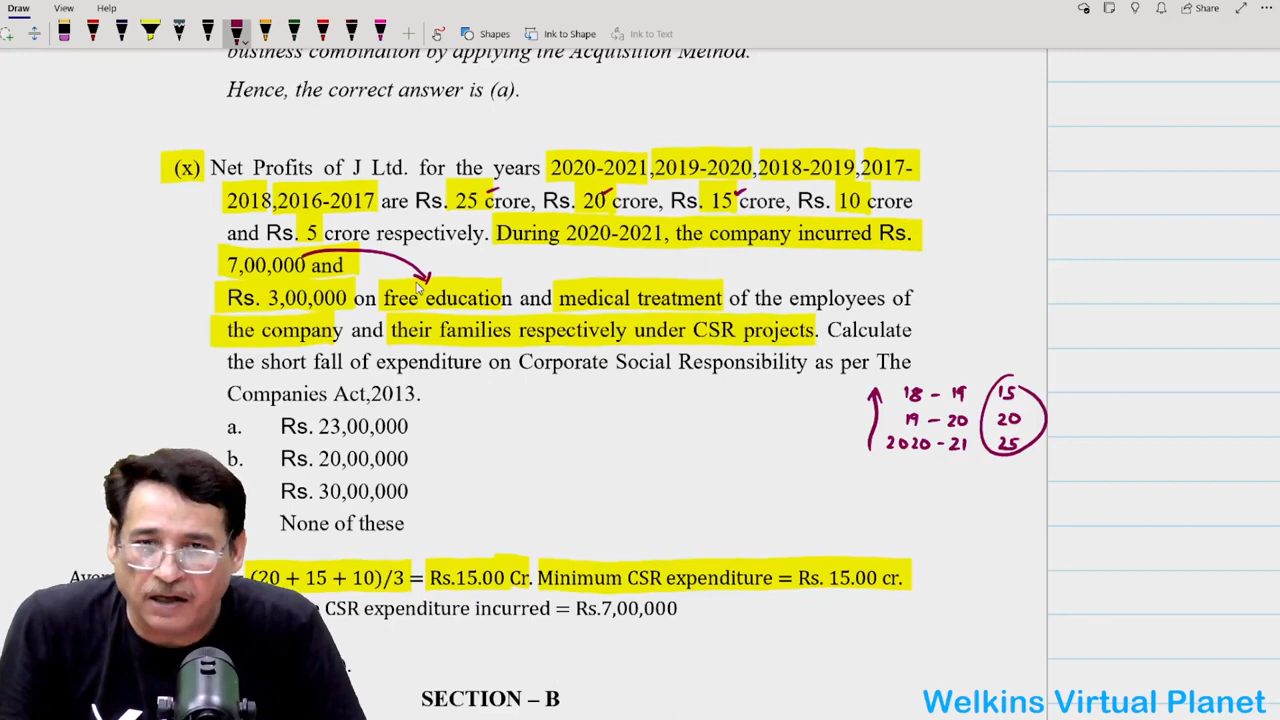 Draw View Help Share
Shapes Ink to Shape Ink to Text
business combination by applying the Acquisition Method.
Hence, the correct answer is (a).
(x) Net Profits of J Ltd. for the years 2020-2021,2019-2020,2018-2019,2017-
2018,2016-2017 are Rs. 25 crore, Rs. 20 crore, Rs. 15 crore, Rs. 10 crore
and Rs. 5 crore respectively. During 2020-2021, the company incurred Rs.
7,00,000 and
Rs. 3,00,000 on free education and medical treatment of the employees of
the company and their families respectively under CSR projects. Calculate
the short fall of expenditure on Corporate Social Responsibility as per The
Companies Act,2013.
18 - 19 15
19 - 20 20
2020 - 21 25
a. Rs. 23,00,000
b. Rs. 20,00,000
Rs. 30,00,000
None of these
(20 + 15 + 10)/3 = Rs.15.00 Cr. Minimum CSR expenditure = Rs. 15.00 cr.
CSR expenditure incurred = Rs.7,00,000
SECTION – B
Welkins Virtual Planet